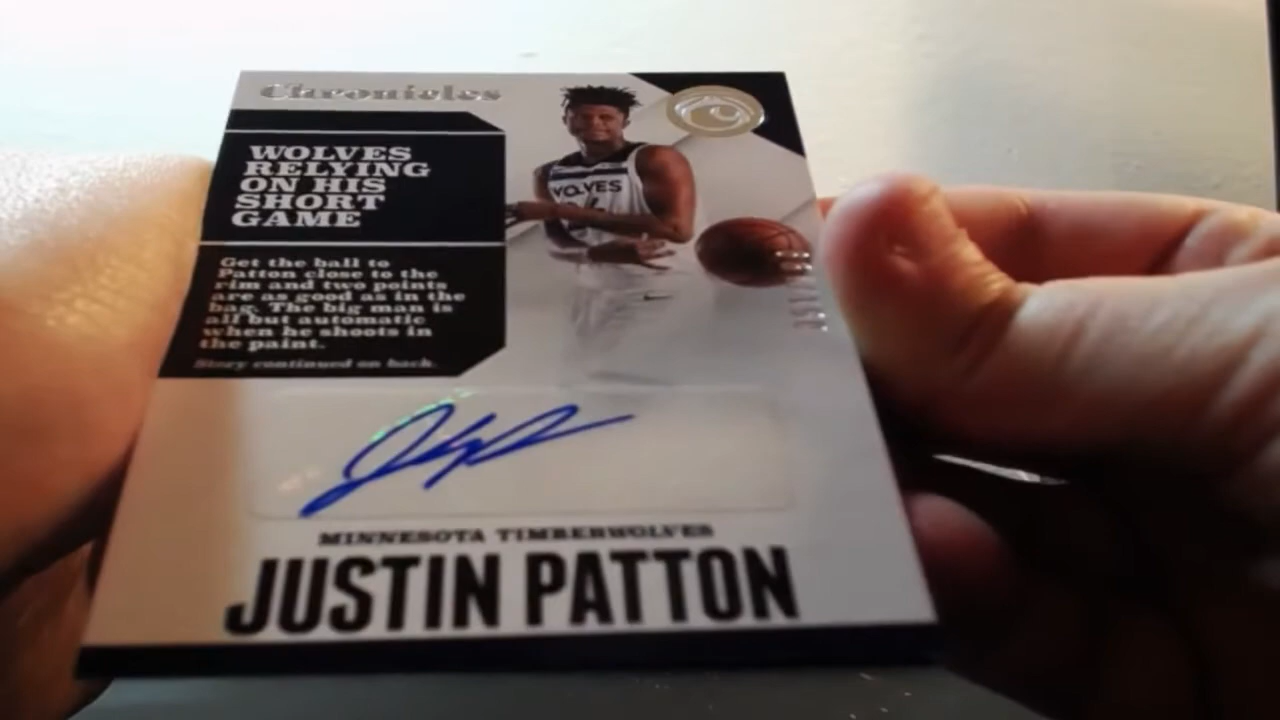 Chronicles
WOLVES
RELYING
ON HIS
SHORT
GAME
WOLVES
Get the ball to
Patton close to the
rim and two points
are as good as in the
bag. The big man is
all but automatic
when he shoots in
the paint.
Story continued on back.
MINNESOTA TIMBERWOLVES
JUSTIN PATTON